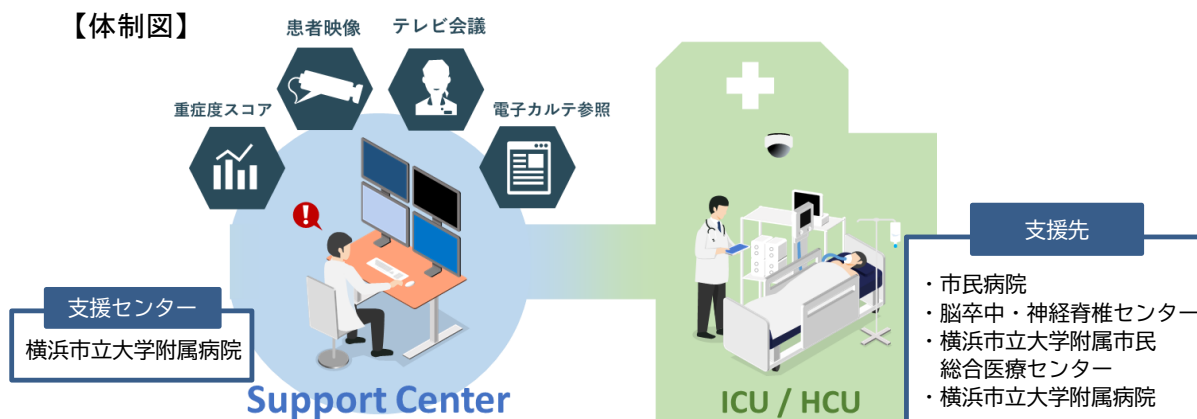 【体制図】
患者映像
テレビ会議
重症度スコア
電子カルテ参照
支援センター
横浜市立大学附属病院
Support Center
ICU / HCU
支援先
・市民病院
・脳卒中・神経脊椎センター
・横浜市立大学附属市民
総合医療センター
・横浜市立大学附属病院